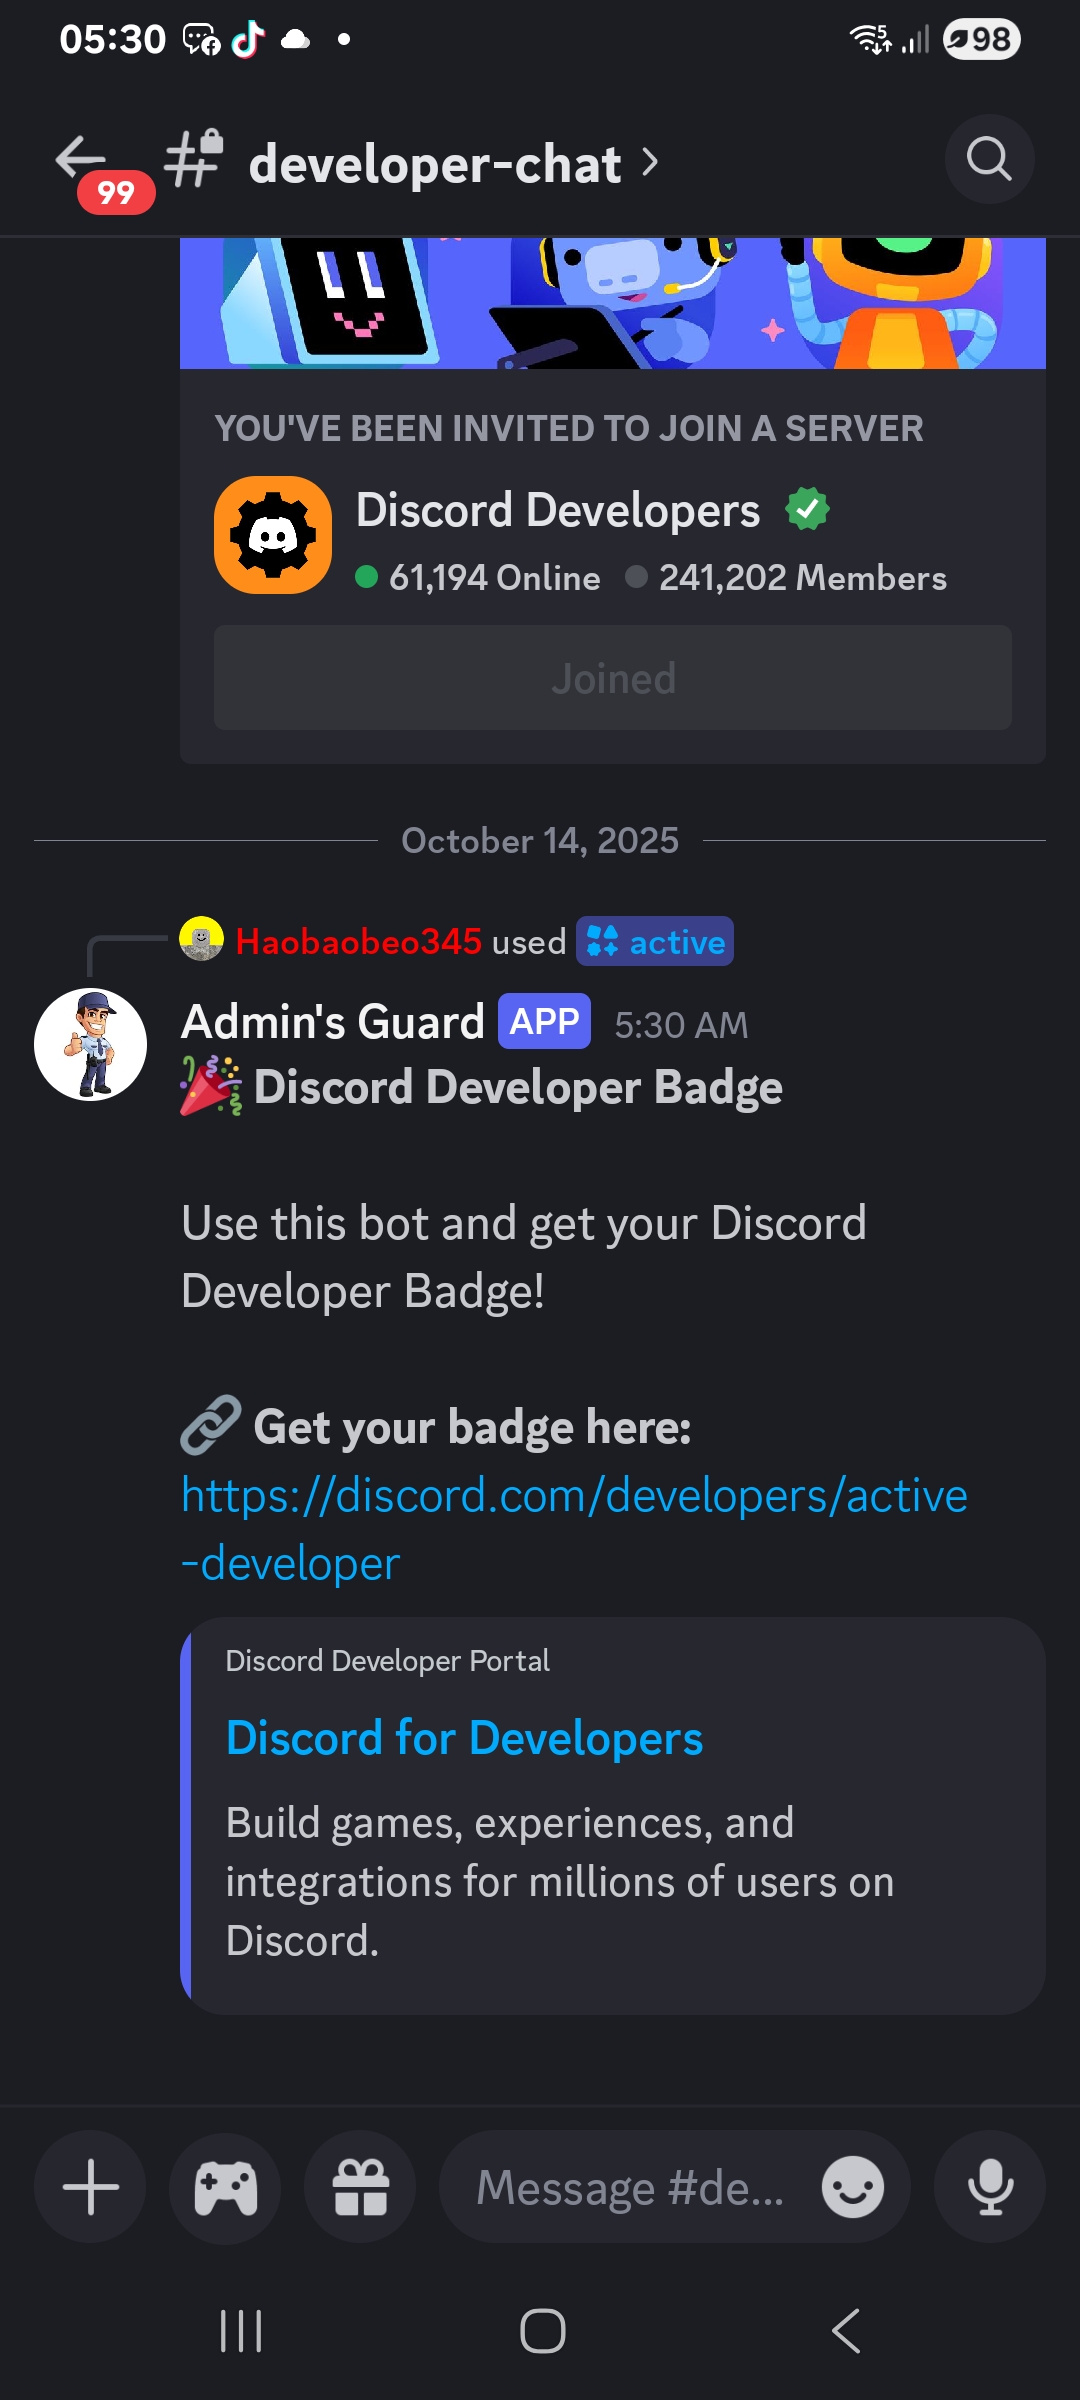 05:30
5
98
99
developer-chat
YOU'VE BEEN INVITED TO JOIN A SERVER
Discord Developers
61,194 Online 241,202 Members
Joined
October 14, 2025
Haobaobeo345 used active
Admin's Guard APP 5:30 AM
Discord Developer Badge
Use this bot and get your Discord
Developer Badge!
Get your badge here:
https://discord.com/developers/active
-developer
Discord Developer Portal
Discord for Developers
Build games, experiences, and
integrations for millions of users on
Discord.
Message #de...